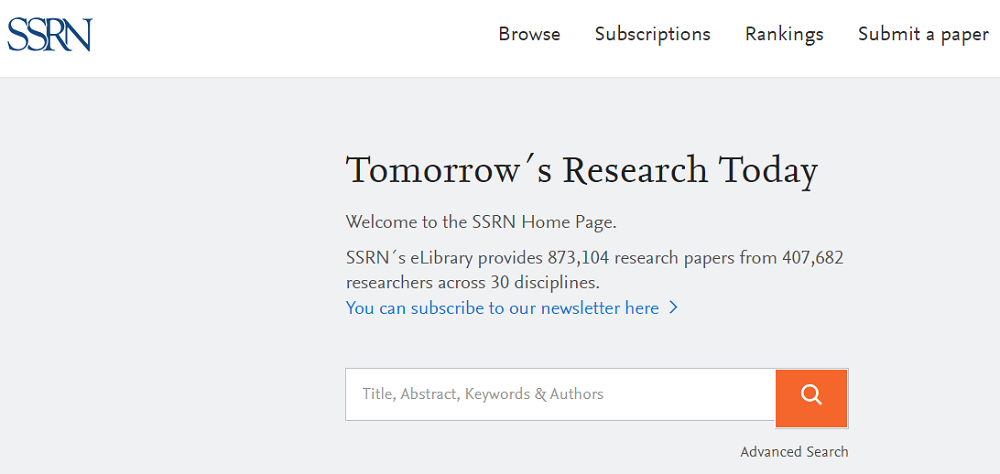 SSRN
Browse Subscriptions Rankings Submit a paper
Tomorrow´s Research Today
Welcome to the SSRN Home Page.
SSRN´s eLibrary provides 873,104 research papers from 407,682
researchers across 30 disciplines.
You can subscribe to our newsletter here >
Title, Abstract, Keywords & Authors
Advanced Search